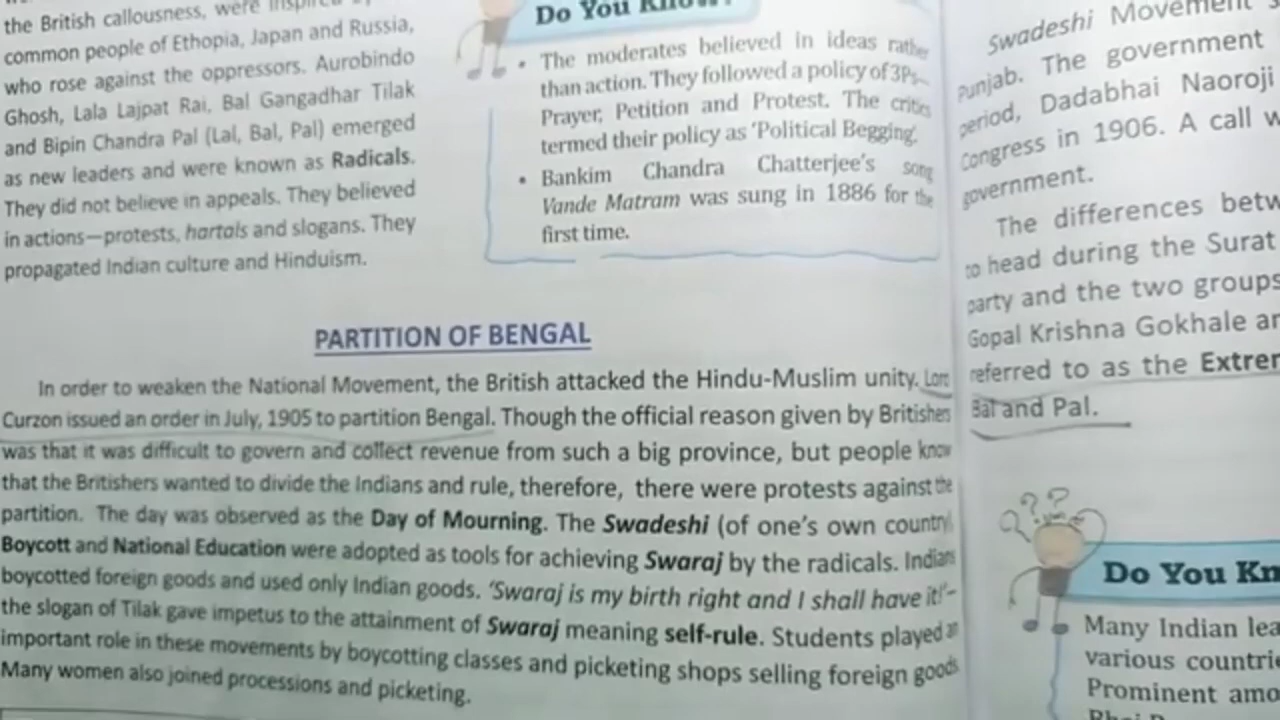 the British callousness, were inspired
common people of Ethopia, Japan and Russia,
who rose against the oppressors. Aurobindo
Ghosh, Lala Lajpat Rai, Bal Gangadhar Tilak
and Bipin Chandra Pal (Lal, Bal, Pal) emerged
as new leaders and were known as Radicals.
They did not believe in appeals. They believed
in actions—protests, hartals and slogans. They
propagated Indian culture and Hinduism.
Do You Know?
• The moderates believed in ideas rather
than action. They followed a policy of 3Ps—
Prayer, Petition and Protest. The critics
termed their policy as 'Political Begging'.
• Bankim Chandra Chatterjee's song
Vande Matram was sung in 1886 for the
first time.
PARTITION OF BENGAL
In order to weaken the National Movement, the British attacked the Hindu-Muslim unity. Lord
Curzon issued an order in July, 1905 to partition Bengal. Though the official reason given by Britishers
was that it was difficult to govern and collect revenue from such a big province, but people know
that the Britishers wanted to divide the Indians and rule, therefore, there were protests against the
partition. The day was observed as the Day of Mourning. The Swadeshi (of one's own country)
Boycott and National Education were adopted as tools for achieving Swaraj by the radicals. Indians
boycotted foreign goods and used only Indian goods. 'Swaraj is my birth right and I shall have it!'–
the slogan of Tilak gave impetus to the attainment of Swaraj meaning self-rule. Students played an
important role in these movements by boycotting classes and picketing shops selling foreign goods
Many women also joined processions and picketing.
Swadeshi Movement
Punjab. The government
period, Dadabhai Naoroji
Congress in 1906. A call
government.
The differences betw
to head during the Surat
party and the two groups
Gopal Krishna Gokhale ar
referred to as the Extrem
Bal and Pal.
Do You Kn
Many Indian lea
various countrie
Prominent amo